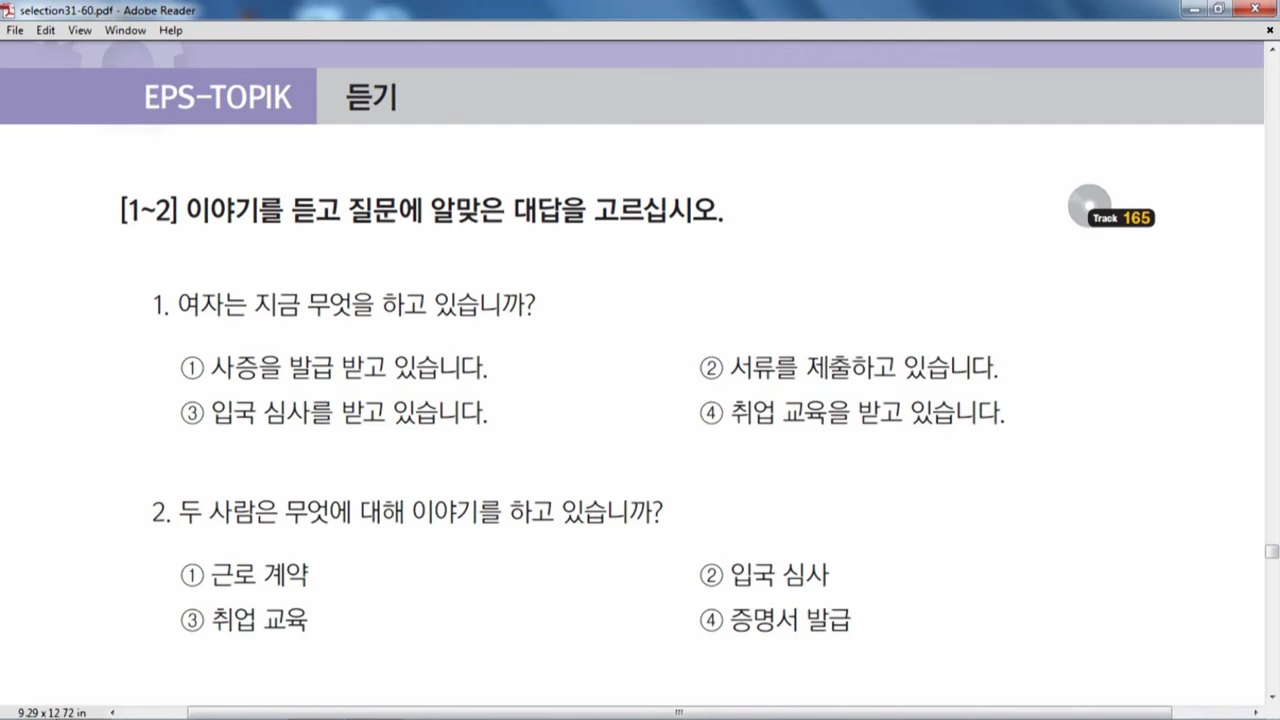 selection31-60.pdf - Adobe Reader
File Edit View Window Help
EPS-TOPIK 듣기
[1~2] 이야기를 듣고 질문에 알맞은 대답을 고르십시오.
Track 165
1. 여자는 지금 무엇을 하고 있습니까?
① 사증을 발급 받고 있습니다. ② 서류를 제출하고 있습니다.
③ 입국 심사를 받고 있습니다. ④ 취업 교육을 받고 있습니다.
2. 두 사람은 무엇에 대해 이야기를 하고 있습니까?
① 근로 계약 ② 입국 심사
③ 취업 교육 ④ 증명서 발급
9.29 x 12.72 in